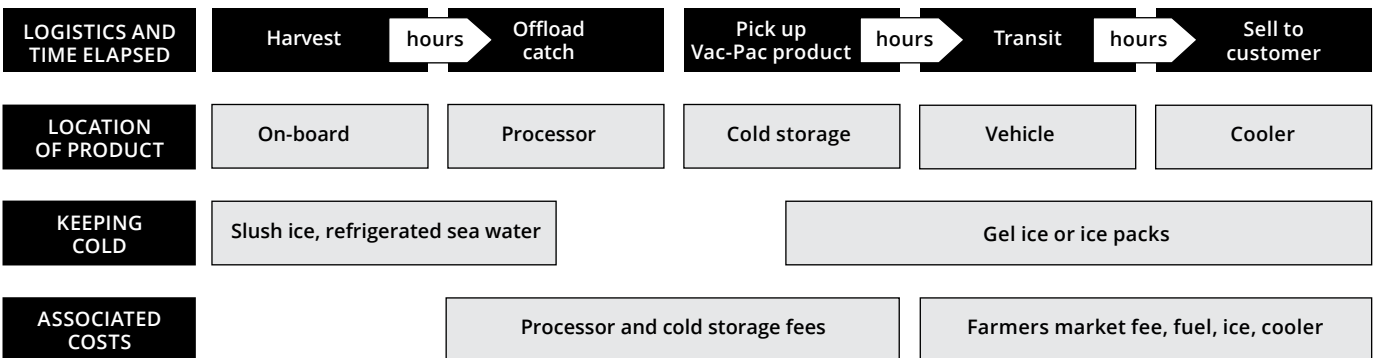 LOGISTICS AND
TIME ELAPSED
Harvest
hours
Offload
catch
Pick up
Vac-Pac product
hours
Transit
hours
Sell to
customer
LOCATION
OF PRODUCT
On-board
Processor
Cold storage
Vehicle
Cooler
KEEPING
COLD
Slush ice, refrigerated sea water
Gel ice or ice packs
ASSOCIATED
COSTS
Processor and cold storage fees
Farmers market fee, fuel, ice, cooler